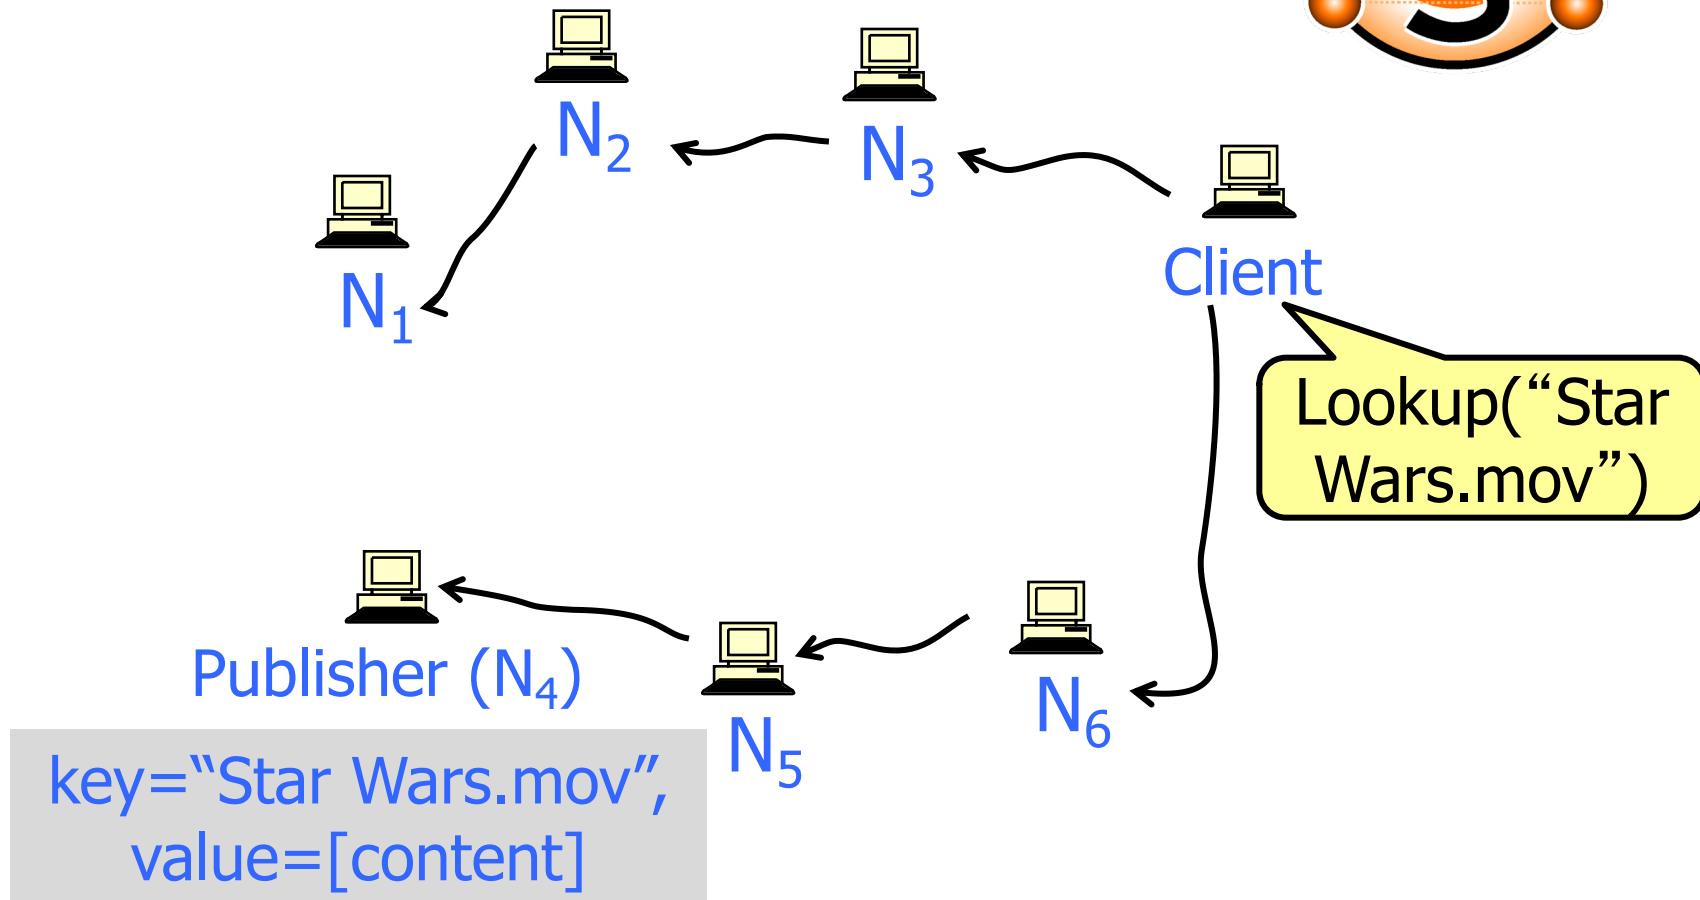 N₂
N₃
N₁
Client
Lookup(“Star
Wars.mov”)
Publisher (N₄)
N₅
N₆
key=“Star Wars.mov”,
value=[content]